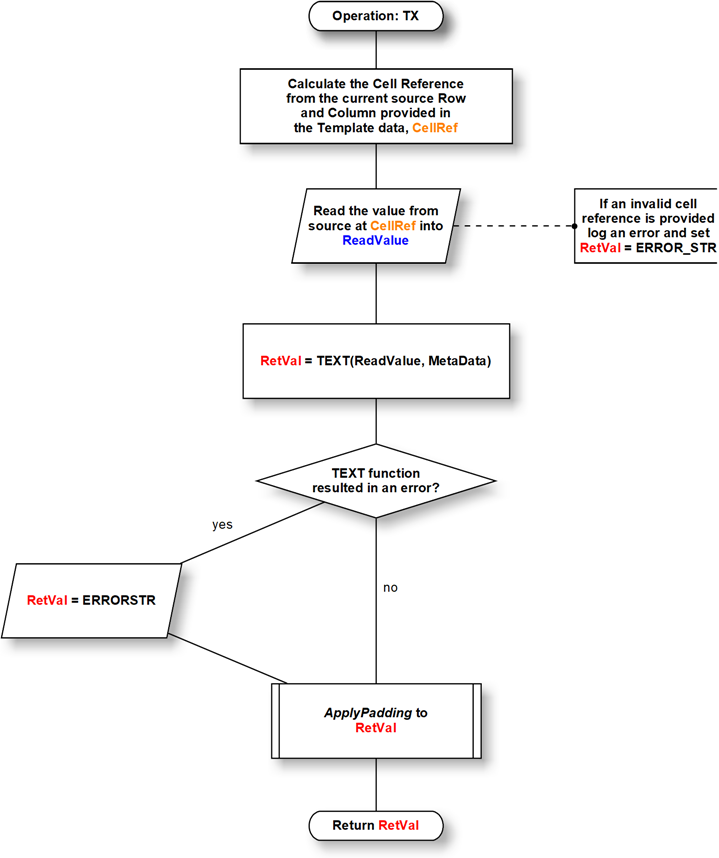 Operation: TX
Calculate the Cell Reference
from the current source Row
and Column provided in
the Template data, CellRef
Read the value from
source at CellRef into
ReadValue
If an invalid cell
reference is provided
log an error and set
RetVal = ERROR_STR
RetVal = TEXT(ReadValue, MetaData)
TEXT function
resulted in an error?
yes
no
RetVal = ERRORSTR
ApplyPadding to
RetVal
Return RetVal